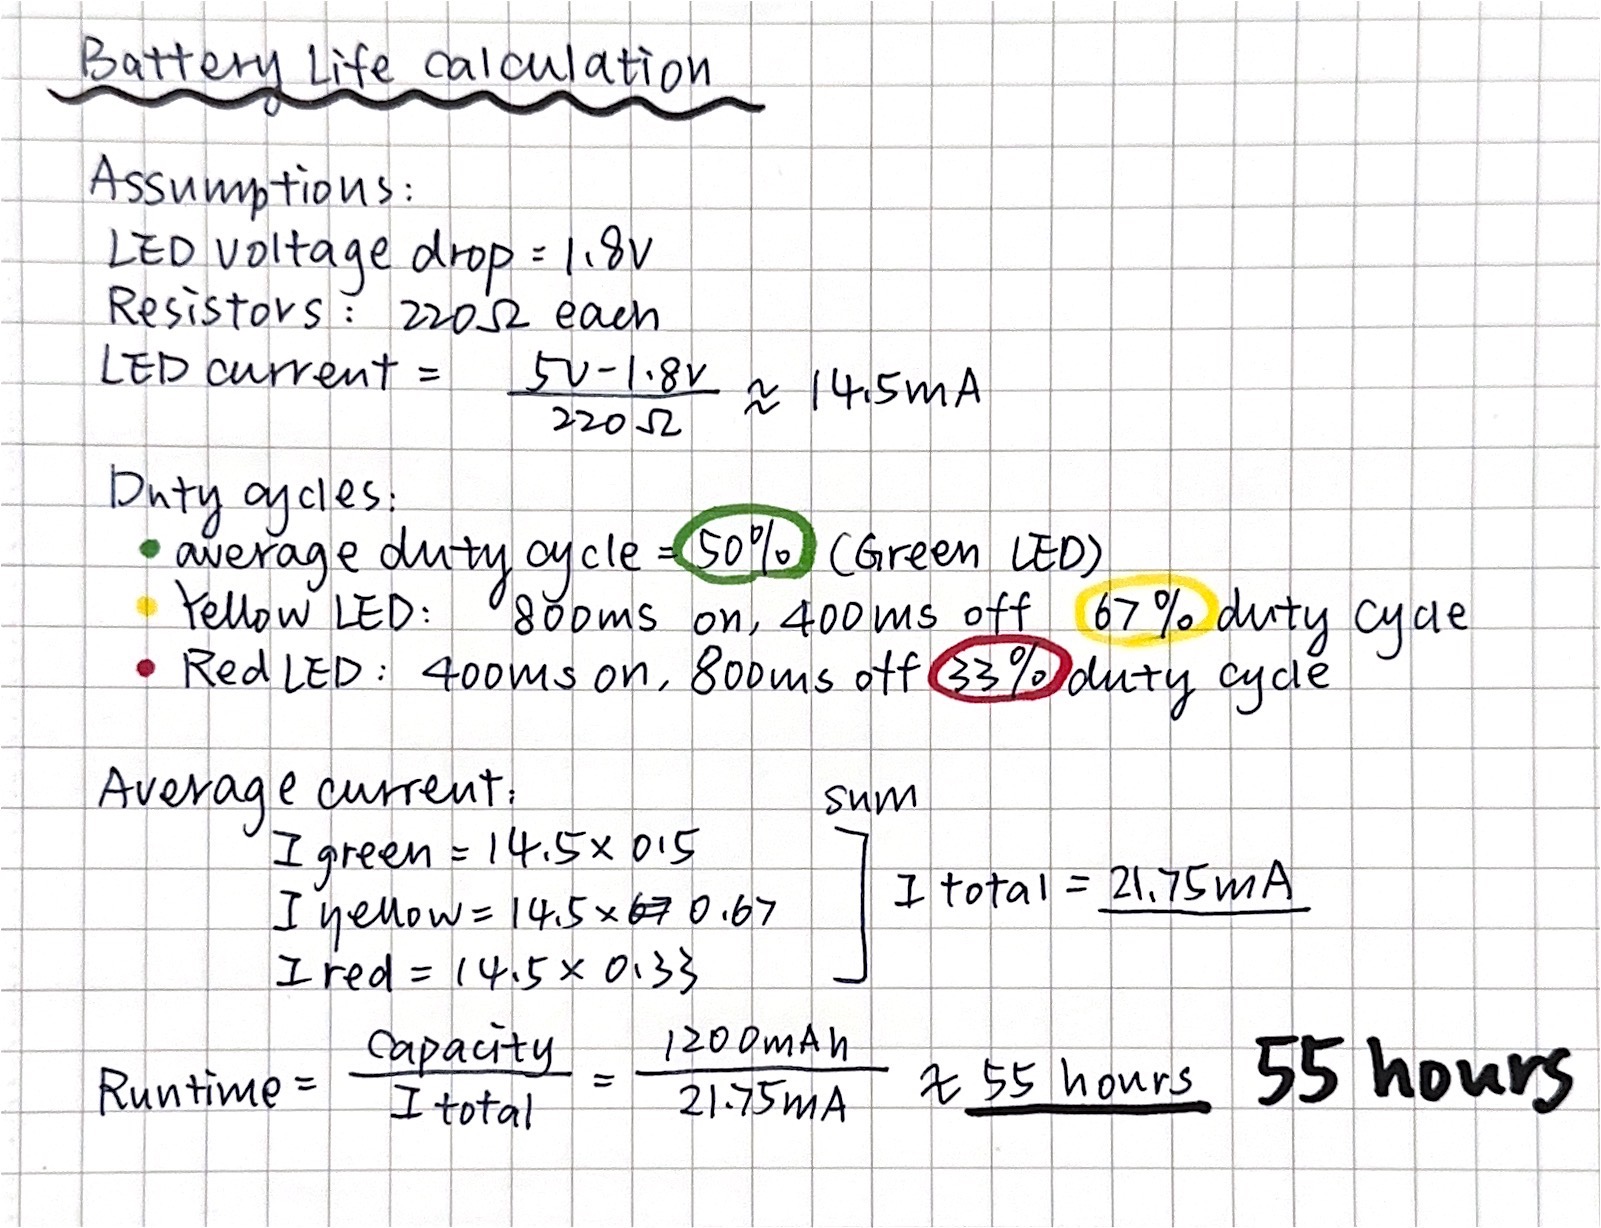 Battery Life calculation
Assumptions:
LED voltage drop = 1.8V
Resistors: 220Ω each
LED current = (5V-1.8V)/(220Ω) ≈ 14.5mA
Duty cycles:
• average duty cycle = 50% (Green LED)
• Yellow LED: 800ms on, 400ms off 67% duty cycle
• Red LED: 400ms on, 800ms off 33% duty cycle
Average current:
I green = 14.5 × 0.5
I yellow = 14.5 × 67 0.67
I red = 14.5 × 0.33
sum
I total = 21.75mA
Runtime = Capacity/I total = 1200mAh/21.75mA ≈ 55 hours 55 hours